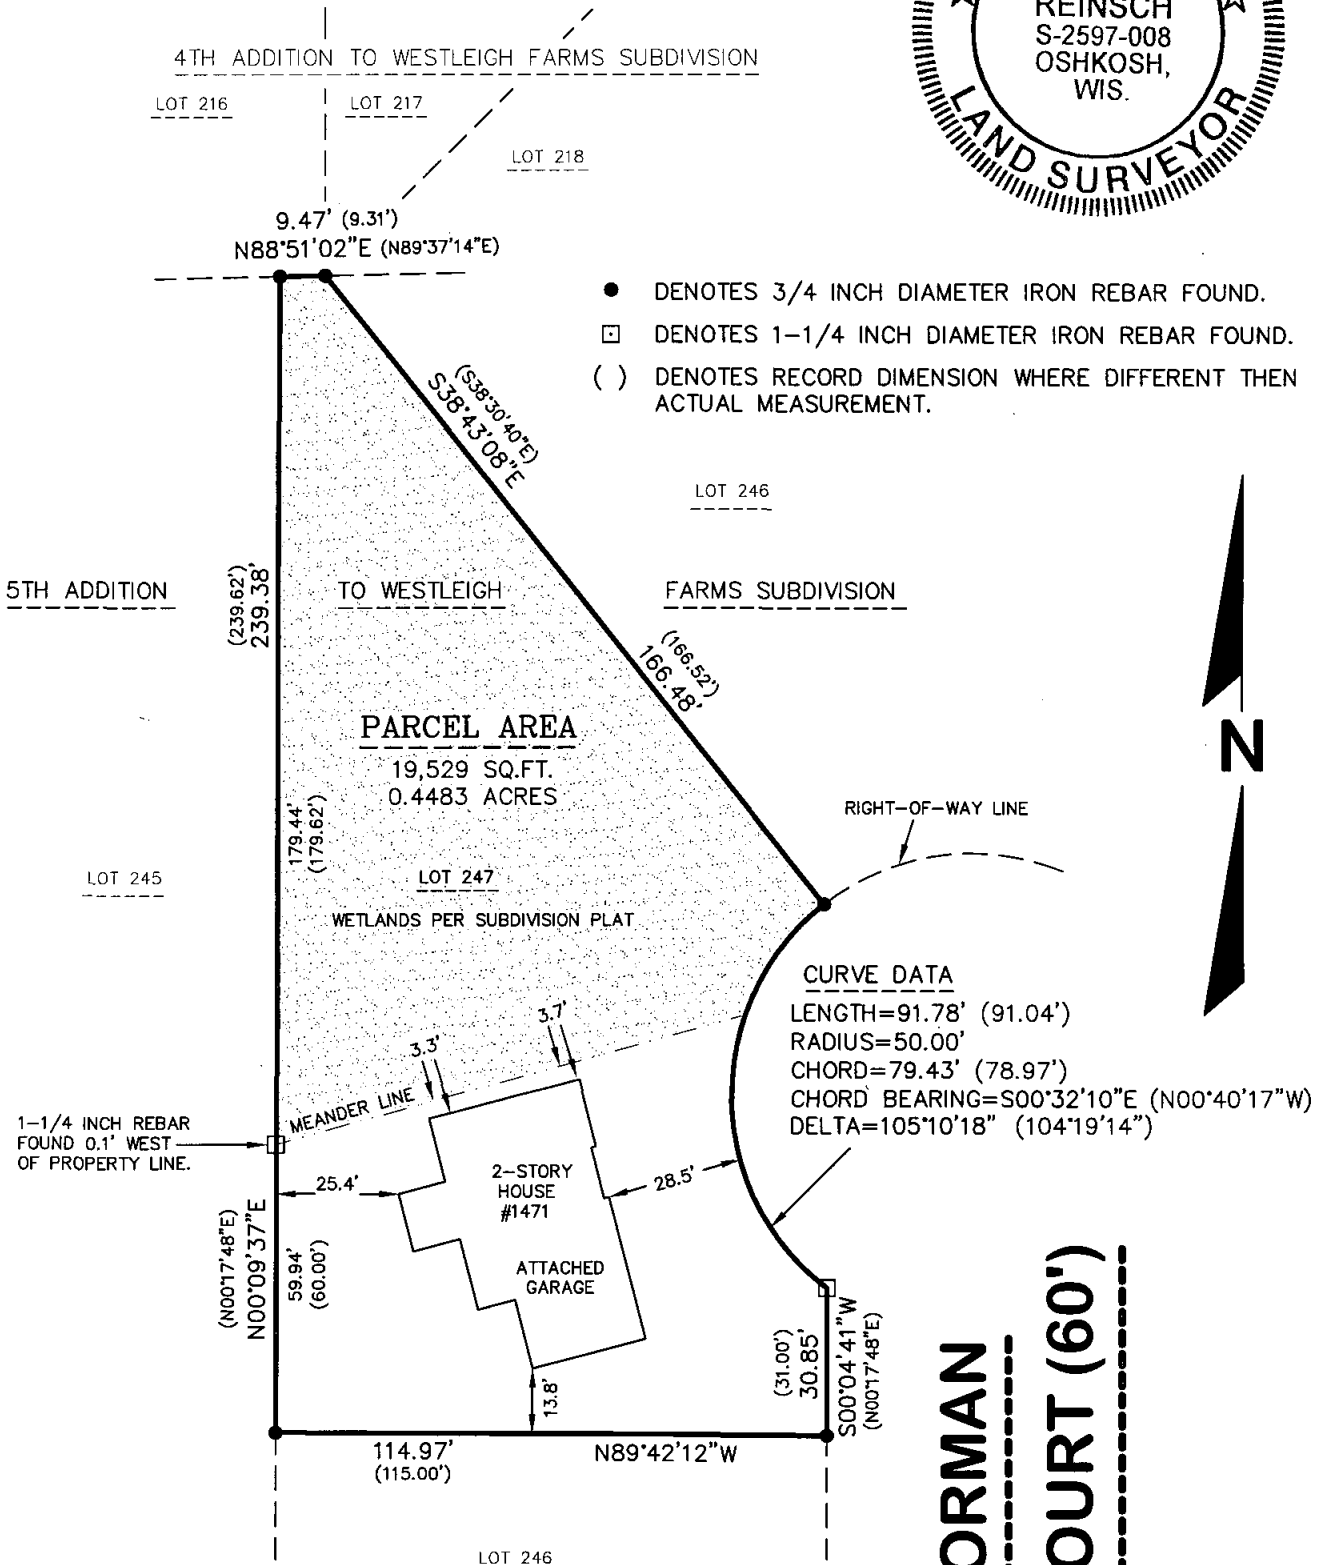 REINSCH
S-2597-008
OSHKOSH,
WIS.
LAND SURVEYOR
4TH ADDITION TO WESTLEIGH FARMS SUBDIVISION
LOT 216
LOT 217
LOT 218
9.47' (9.31')
N88°51'02"E (N89°37'14"E)
● DENOTES 3/4 INCH DIAMETER IRON REBAR FOUND.
⊡ DENOTES 1-1/4 INCH DIAMETER IRON REBAR FOUND.
( ) DENOTES RECORD DIMENSION WHERE DIFFERENT THEN
ACTUAL MEASUREMENT.
(S38°30'40"E)
S38°43'08"E
LOT 246
5TH ADDITION TO WESTLEIGH FARMS SUBDIVISION
(239.62')
239.38'
(166.52')
166.48'
PARCEL AREA
19,529 SQ.FT.
0.4483 ACRES
N
179.44'
(179.62')
RIGHT-OF-WAY LINE
LOT 245
LOT 247
WETLANDS PER SUBDIVISION PLAT
CURVE DATA
LENGTH=91.78' (91.04')
RADIUS=50.00'
CHORD=79.43' (78.97')
CHORD BEARING=S00°32'10"E (N00°40'17"W)
DELTA=105°10'18" (104°19'14")
3.7'
3.3'
MEANDER LINE
1-1/4 INCH REBAR
FOUND 0.1' WEST
OF PROPERTY LINE.
25.4'
2-STORY
HOUSE
#1471
28.5'
ATTACHED
GARAGE
(N00°17'48"E)
N00°09'37"E
59.94'
(60.00')
13.8'
(31.00')
30.85'
S00°04'41"W
(N00°17'48"E)
114.97'
(115.00')
N89°42'12"W
LOT 246
ORMAN
OURT (60')